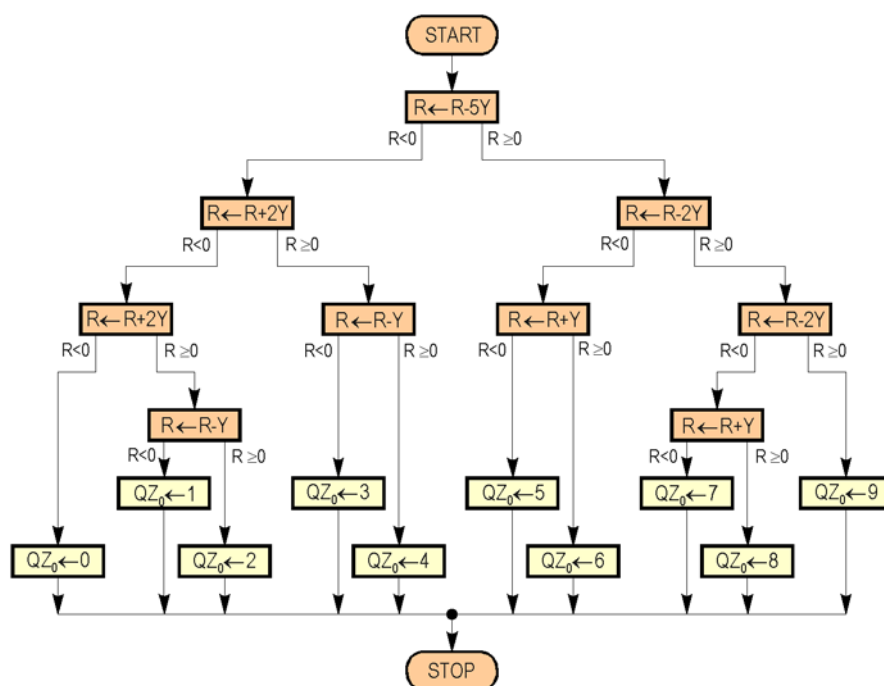 START
R←R-5Y
R<0 R ≥0
R←R+2Y R←R-2Y
R<0 R ≥0 R<0 R ≥0
R←R+2Y R←R-Y R←R+Y R←R-2Y
R<0 R ≥0 R<0 R ≥0 R<0 R ≥0 R<0 R ≥0
R←R-Y R←R+Y
R<0 R ≥0 R<0 R ≥0
QZ₀←1 QZ₀←3 QZ₀←5 QZ₀←7 QZ₀←9
QZ₀←0 QZ₀←2 QZ₀←4 QZ₀←6 QZ₀←8
STOP